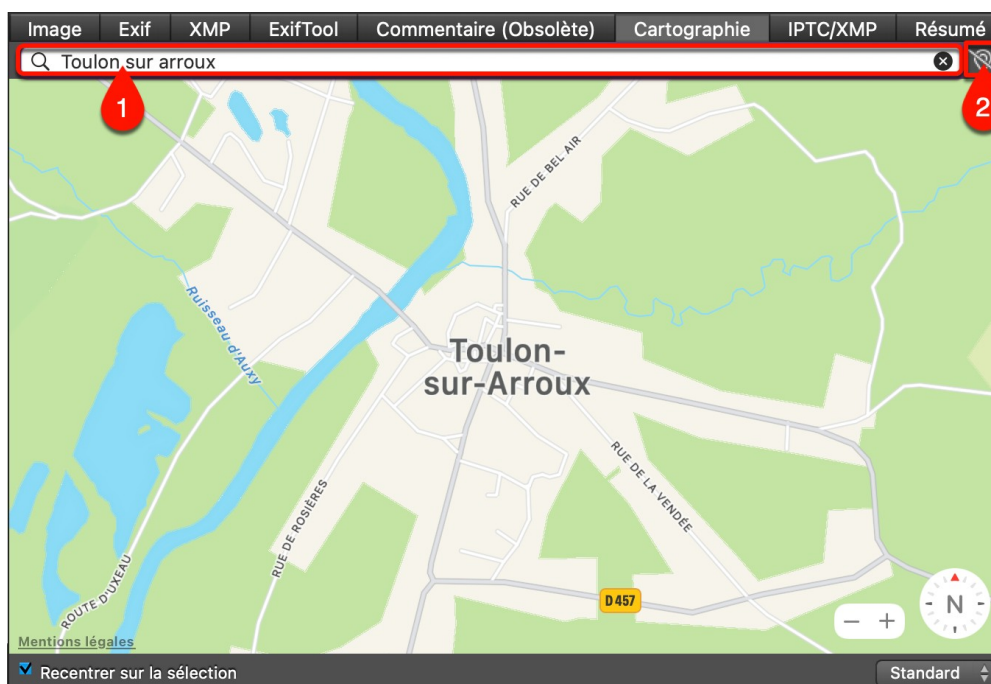 Image Exif XMP ExifTool Commentaire (Obsolète) Cartographie IPTC/XMP Résumé
Toulon sur arroux
1
2
RUE DE BEL AIR
Ruisseau d'Auxy
Toulon-
sur-Arroux
RUE DE LA VENDÉE
RUE DE ROSIÈRES
ROUTE D'UXEAU
D 457
N
− +
Mentions légales
Recentrer sur la sélection
Standard